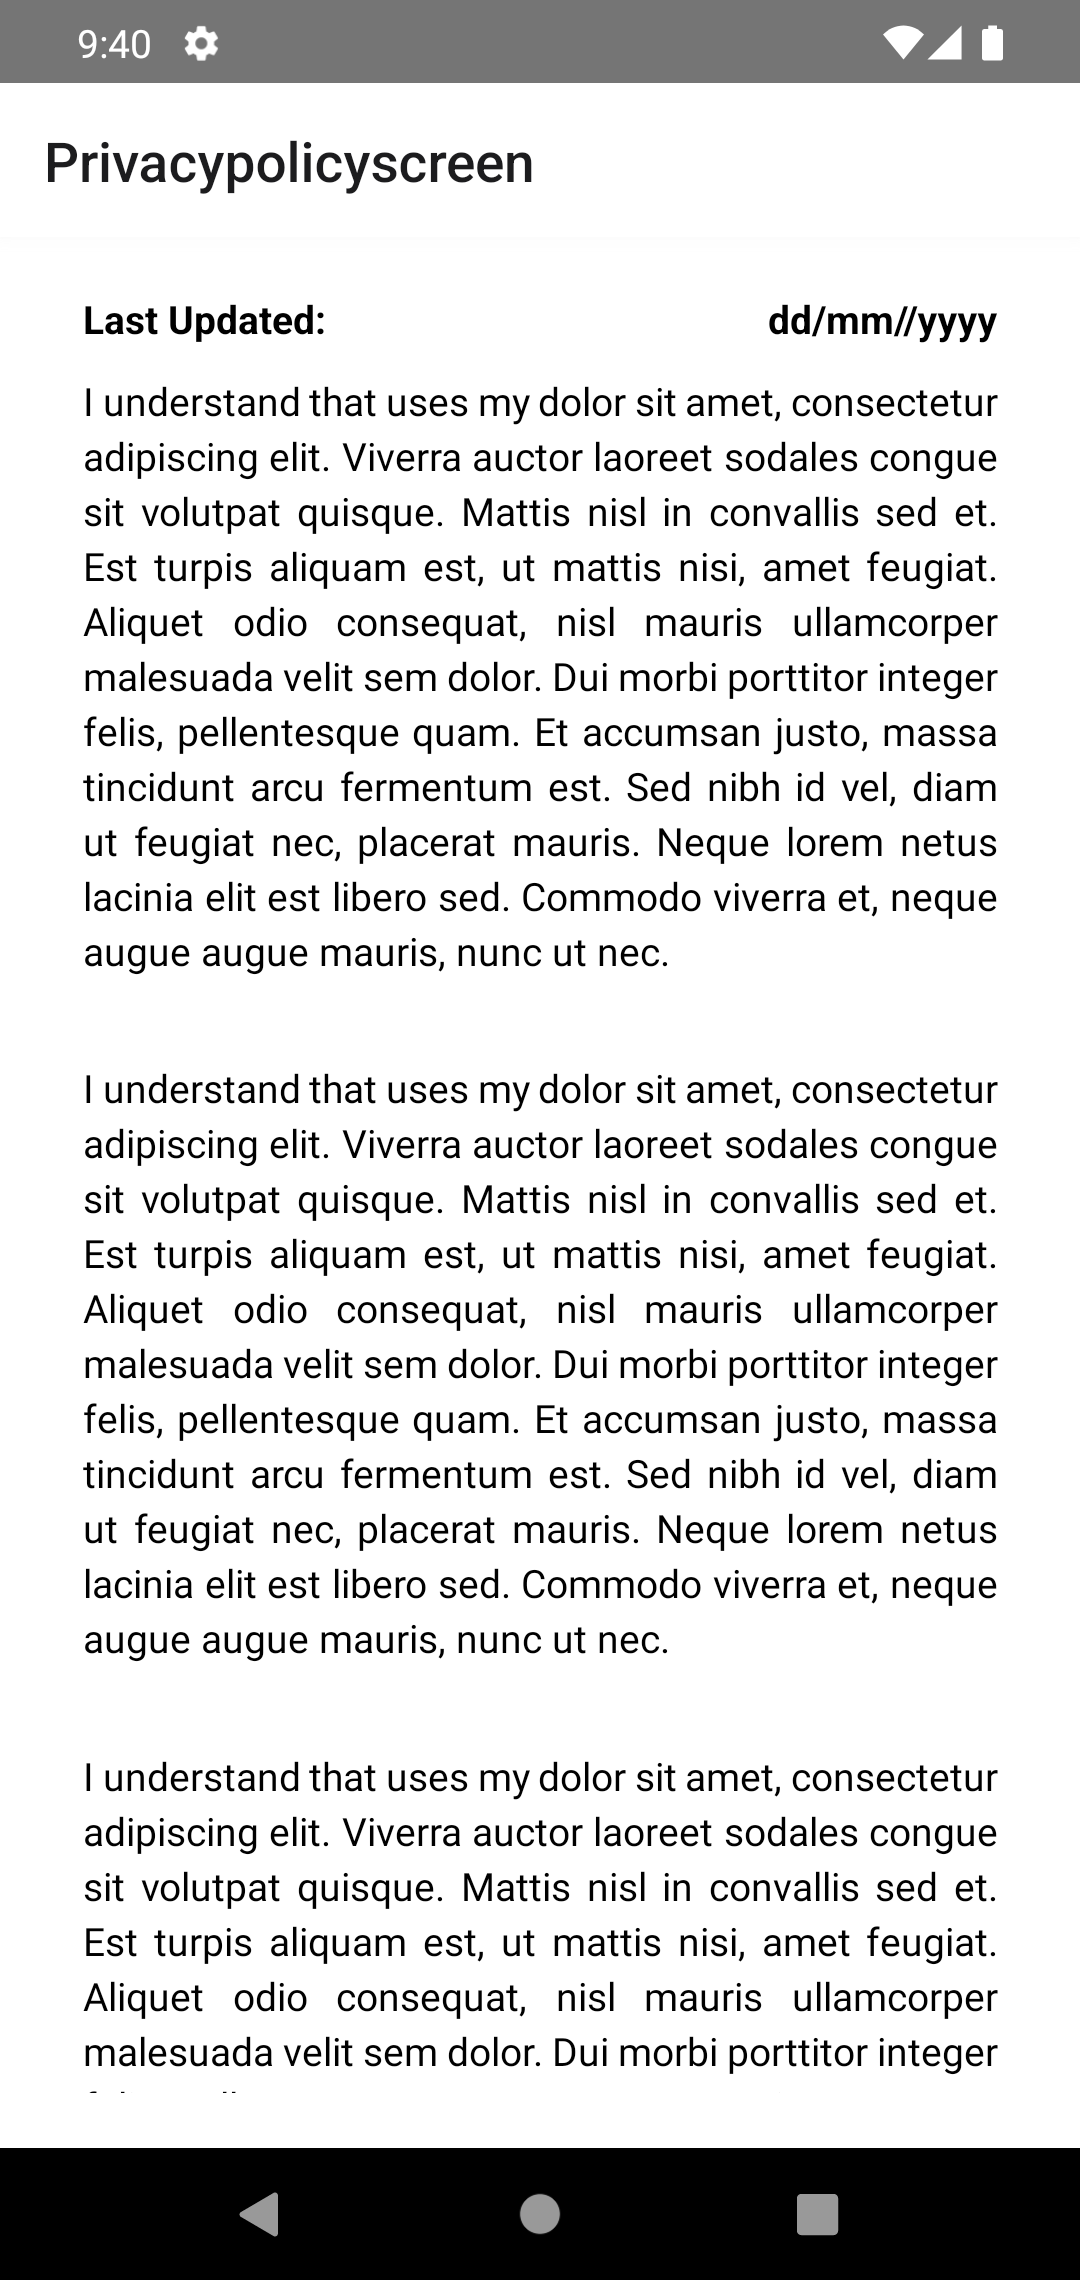 9:40
Privacypolicyscreen
Last Updated: dd/mm//yyyy
I understand that uses my dolor sit amet, consectetur
adipiscing elit. Viverra auctor laoreet sodales congue
sit volutpat quisque. Mattis nisl in convallis sed et.
Est turpis aliquam est, ut mattis nisi, amet feugiat.
Aliquet odio consequat, nisl mauris ullamcorper
malesuada velit sem dolor. Dui morbi porttitor integer
felis, pellentesque quam. Et accumsan justo, massa
tincidunt arcu fermentum est. Sed nibh id vel, diam
ut feugiat nec, placerat mauris. Neque lorem netus
lacinia elit est libero sed. Commodo viverra et, neque
augue augue mauris, nunc ut nec.
I understand that uses my dolor sit amet, consectetur
adipiscing elit. Viverra auctor laoreet sodales congue
sit volutpat quisque. Mattis nisl in convallis sed et.
Est turpis aliquam est, ut mattis nisi, amet feugiat.
Aliquet odio consequat, nisl mauris ullamcorper
malesuada velit sem dolor. Dui morbi porttitor integer
felis, pellentesque quam. Et accumsan justo, massa
tincidunt arcu fermentum est. Sed nibh id vel, diam
ut feugiat nec, placerat mauris. Neque lorem netus
lacinia elit est libero sed. Commodo viverra et, neque
augue augue mauris, nunc ut nec.
I understand that uses my dolor sit amet, consectetur
adipiscing elit. Viverra auctor laoreet sodales congue
sit volutpat quisque. Mattis nisl in convallis sed et.
Est turpis aliquam est, ut mattis nisi, amet feugiat.
Aliquet odio consequat, nisl mauris ullamcorper
malesuada velit sem dolor. Dui morbi porttitor integer